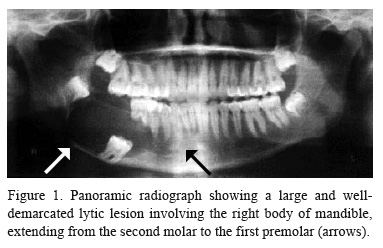 Figure 1. Panoramic radiograph showing a large and well-
demarcated lytic lesion involving the right body of mandible,
extending from the second molar to the first premolar (arrows).